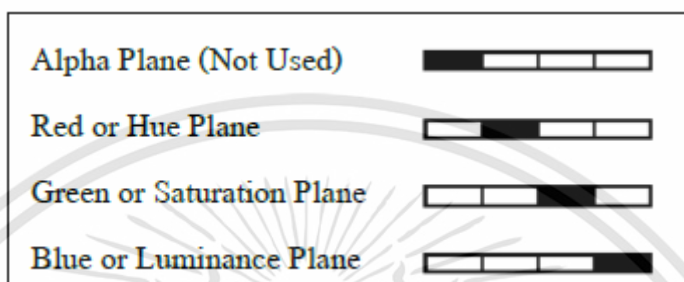 Alpha Plane (Not Used)
Red or Hue Plane
Green or Saturation Plane
Blue or Luminance Plane